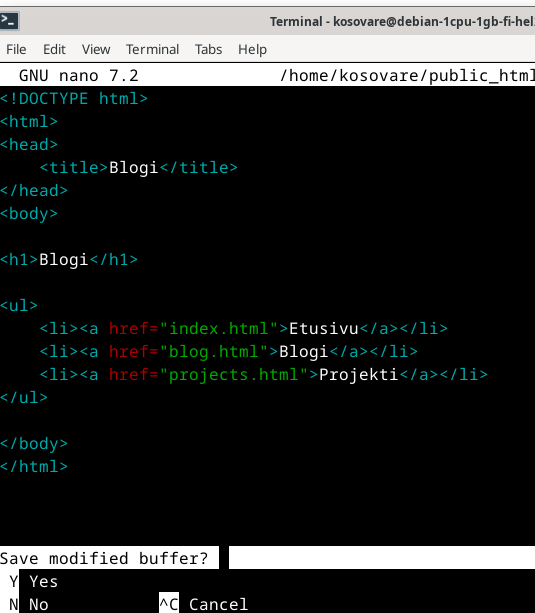 Terminal - kosovare@debian-1cpu-1gb-fi-hel
File Edit View Terminal Tabs Help
GNU nano 7.2 /home/kosovare/public_html
<!DOCTYPE html>
<html>
<head>
    <title>Blogi</title>
</head>
<body>
<h1>Blogi</h1>
<ul>
    <li><a href="index.html">Etusivu</a></li>
    <li><a href="blog.html">Blogi</a></li>
    <li><a href="projects.html">Projekti</a></li>
</ul>
</body>
</html>
Save modified buffer?
Y Yes
N No ^C Cancel